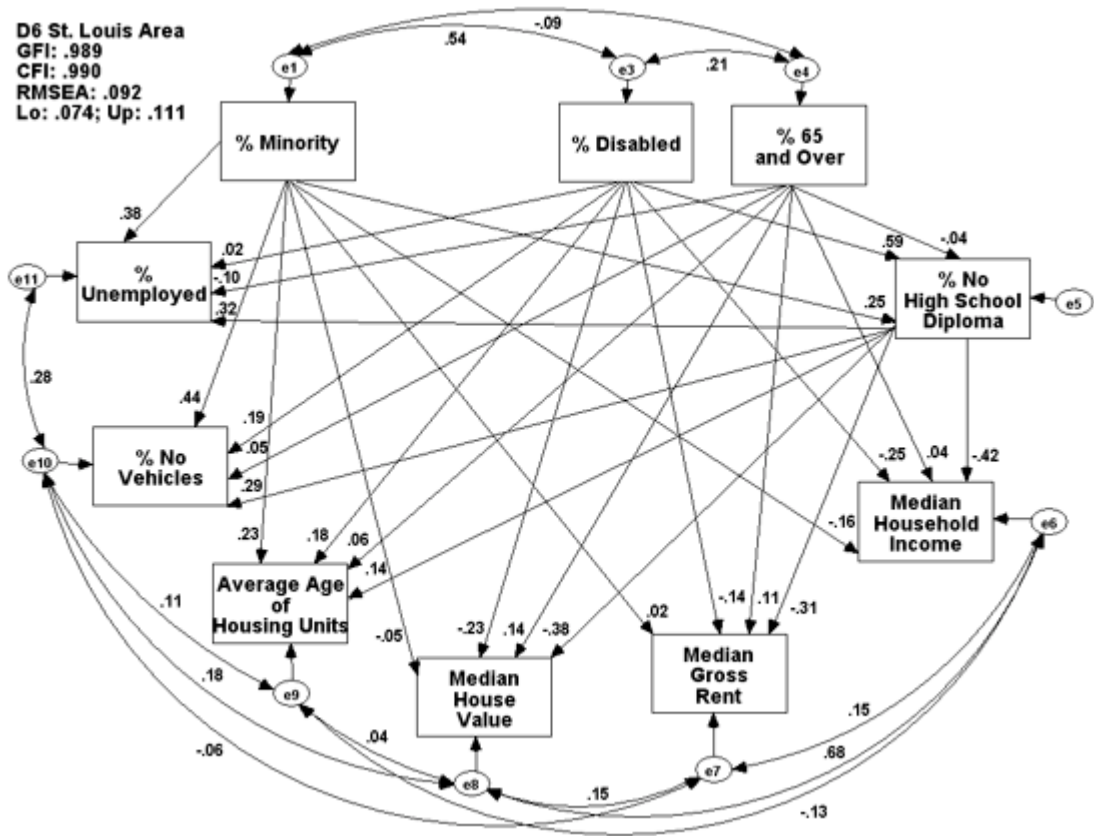 D6 St. Louis Area
GFI: .989
CFI: .990
RMSEA: .092
Lo: .074; Up: .111
-.09
.54
.21
e1
e3
e4
% Minority
% Disabled
% 65
and Over
.38
.02
-.10
.32
%
Unemployed
e11
.59
-.04
.25
% No
High School
Diploma
e5
.28
.44
.19
.05
.29
% No
Vehicles
e10
-.25
.04
-.42
-.16
Median
Household
Income
e6
.23
.18
.06
.14
Average Age
of
Housing Units
e9
.11
-.05
-.23
.14
-.38
Median
House
Value
e8
.02
-.14
.11
-.31
Median
Gross
Rent
e7
.18
-.06
.04
.15
.15
.68
-.13